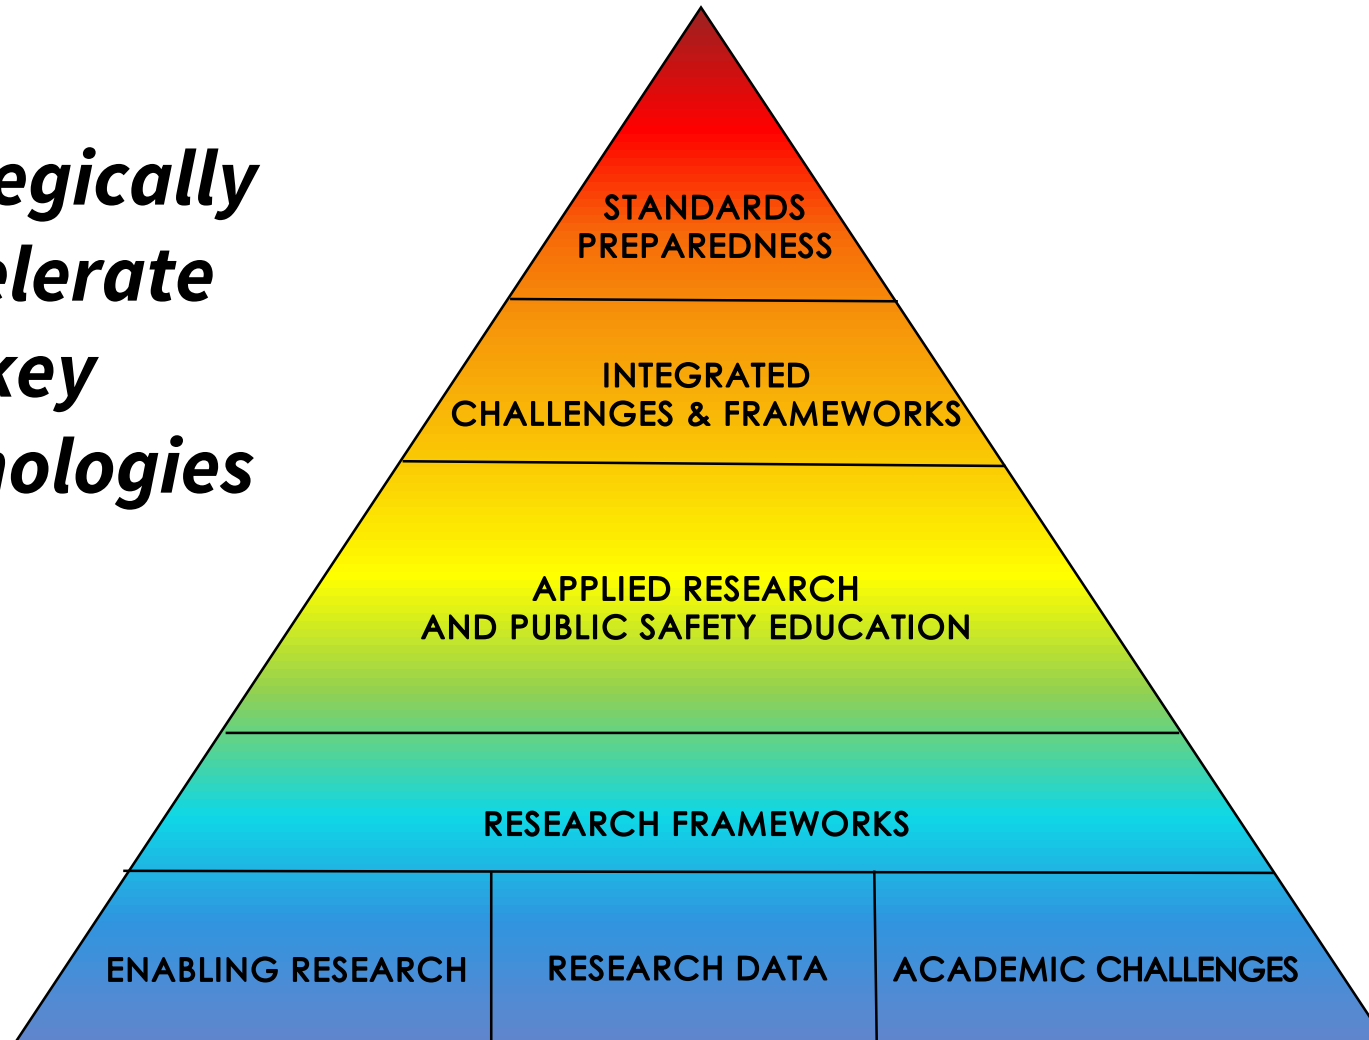 egically
elerate
key
nologies
STANDARDS
PREPAREDNESS
INTEGRATED
CHALLENGES & FRAMEWORKS
APPLIED RESEARCH
AND PUBLIC SAFETY EDUCATION
RESEARCH FRAMEWORKS
ENABLING RESEARCH
RESEARCH DATA
ACADEMIC CHALLENGES